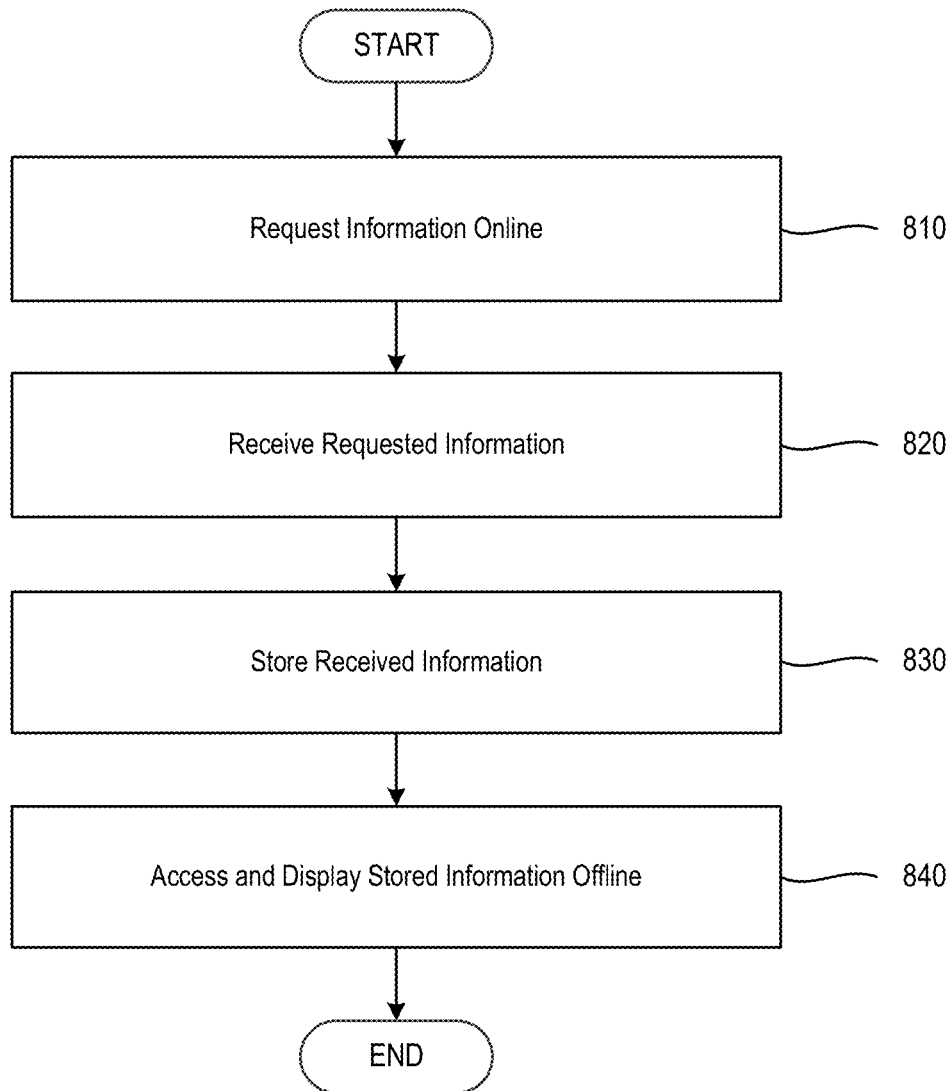 START
Request Information Online
810
Receive Requested Information
820
Store Received Information
830
Access and Display Stored Information Offline
840
END